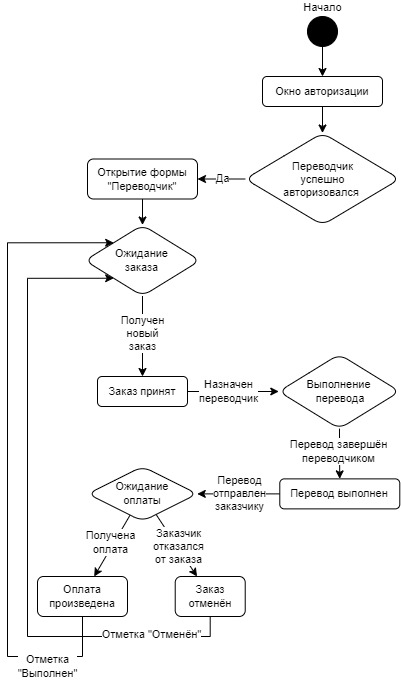 Начало
Окно авторизации
Переводчик
успешно
авторизовался
Да
Открытие формы
"Переводчик"
Ожидание
заказа
Получен
новый
заказ
Заказ принят
Назначен
переводчик
Выполнение
перевода
Перевод завершён
переводчиком
Перевод выполнен
Перевод
отправлен
заказчику
Ожидание
оплаты
Получена
оплата
Заказчик
отказался
от заказа
Оплата
произведена
Заказ
отменён
Отметка "Отменён"
Отметка
"Выполнен"